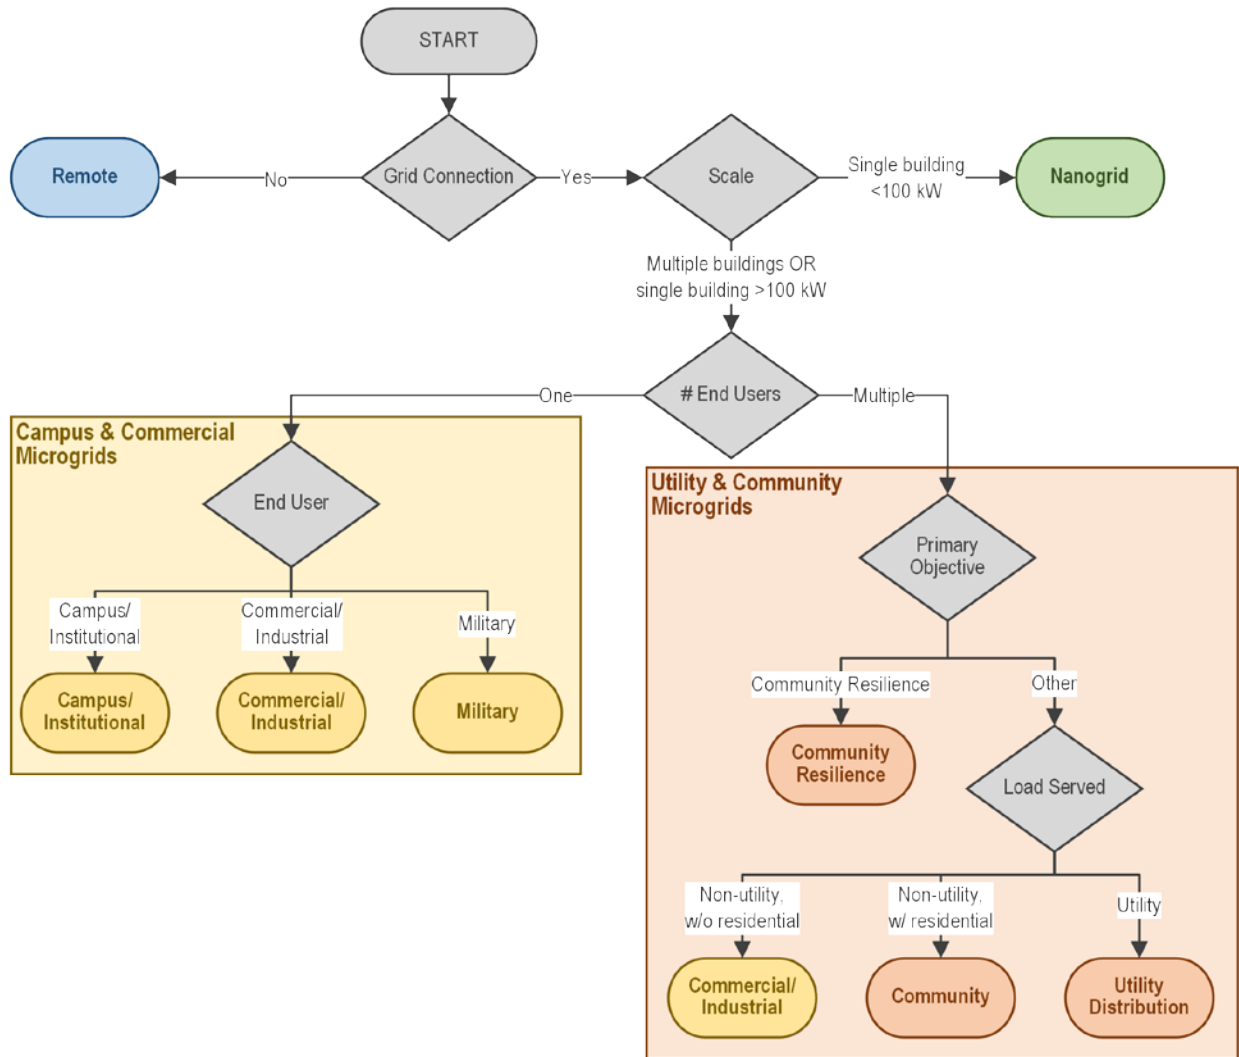 START
Remote
No
Grid Connection
Yes
Scale
Single building
<100 kW
Nanogrid
Multiple buildings OR
single building >100 kW
One
# End Users
Multiple
Campus & Commercial
Microgrids
End User
Campus/
Institutional
Commercial/
Industrial
Military
Campus/
Institutional
Commercial/
Industrial
Military
Utility & Community
Microgrids
Primary
Objective
Community Resilience
Other
Community
Resilience
Load Served
Non-utility,
w/o residential
Non-utility,
w/ residential
Utility
Commercial/
Industrial
Community
Utility
Distribution